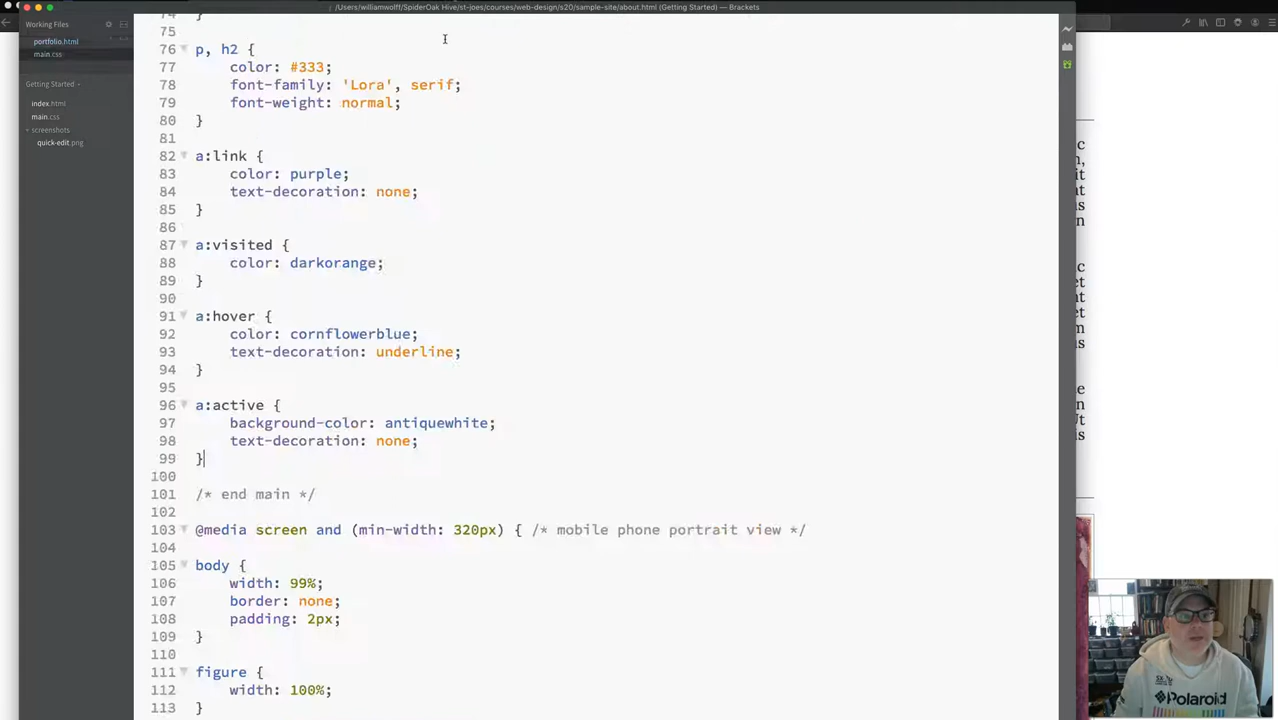 /Users/williamwolff/SpiderOak Hive/st-joes/courses/web-design/s20/sample-site/about.html (Getting Started) — Brackets
Working Files
portfolio.html
main.css
Getting Started
index.html
main.css
screenshots
quick-edit.png
74 }
75
76 p, h2 {
77 color: #333;
78 font-family: 'Lora', serif;
79 font-weight: normal;
80 }
81
82 a:link {
83 color: purple;
84 text-decoration: none;
85 }
86
87 a:visited {
88 color: darkorange;
89 }
90
91 a:hover {
92 color: cornflowerblue;
93 text-decoration: underline;
94 }
95
96 a:active {
97 background-color: antiquewhite;
98 text-decoration: none;
99 }
100
101 /* end main */
102
103 @media screen and (min-width: 320px) { /* mobile phone portrait view */
104
105 body {
106 width: 99%;
107 border: none;
108 padding: 2px;
109 }
110
111 figure {
112 width: 100%;
113 }
Polaroid